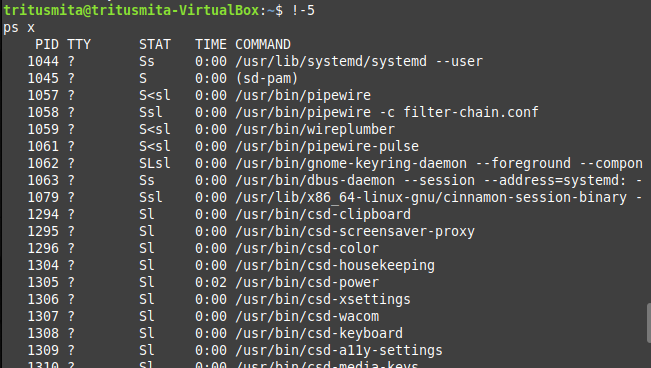 tritusmita@tritusmita-VirtualBox:~$ !-5
ps x
PID TTY STAT TIME COMMAND
1044 ? Ss 0:00 /usr/lib/systemd/systemd --user
1045 ? S 0:00 (sd-pam)
1057 ? S<sl 0:00 /usr/bin/pipewire
1058 ? Ssl 0:00 /usr/bin/pipewire -c filter-chain.conf
1059 ? S<sl 0:00 /usr/bin/wireplumber
1061 ? S<sl 0:00 /usr/bin/pipewire-pulse
1062 ? SLsl 0:00 /usr/bin/gnome-keyring-daemon --foreground --compon
1063 ? Ss 0:00 /usr/bin/dbus-daemon --session --address=systemd: -
1079 ? Ssl 0:00 /usr/lib/x86_64-linux-gnu/cinnamon-session-binary -
1294 ? Sl 0:00 /usr/bin/csd-clipboard
1295 ? Sl 0:00 /usr/bin/csd-screensaver-proxy
1296 ? Sl 0:00 /usr/bin/csd-color
1304 ? Sl 0:00 /usr/bin/csd-housekeeping
1305 ? Sl 0:02 /usr/bin/csd-power
1306 ? Sl 0:00 /usr/bin/csd-xsettings
1307 ? Sl 0:00 /usr/bin/csd-wacom
1308 ? Sl 0:00 /usr/bin/csd-keyboard
1309 ? Sl 0:00 /usr/bin/csd-a11y-settings
1310 ? Sl 0:00 /usr/bin/csd-media-keys